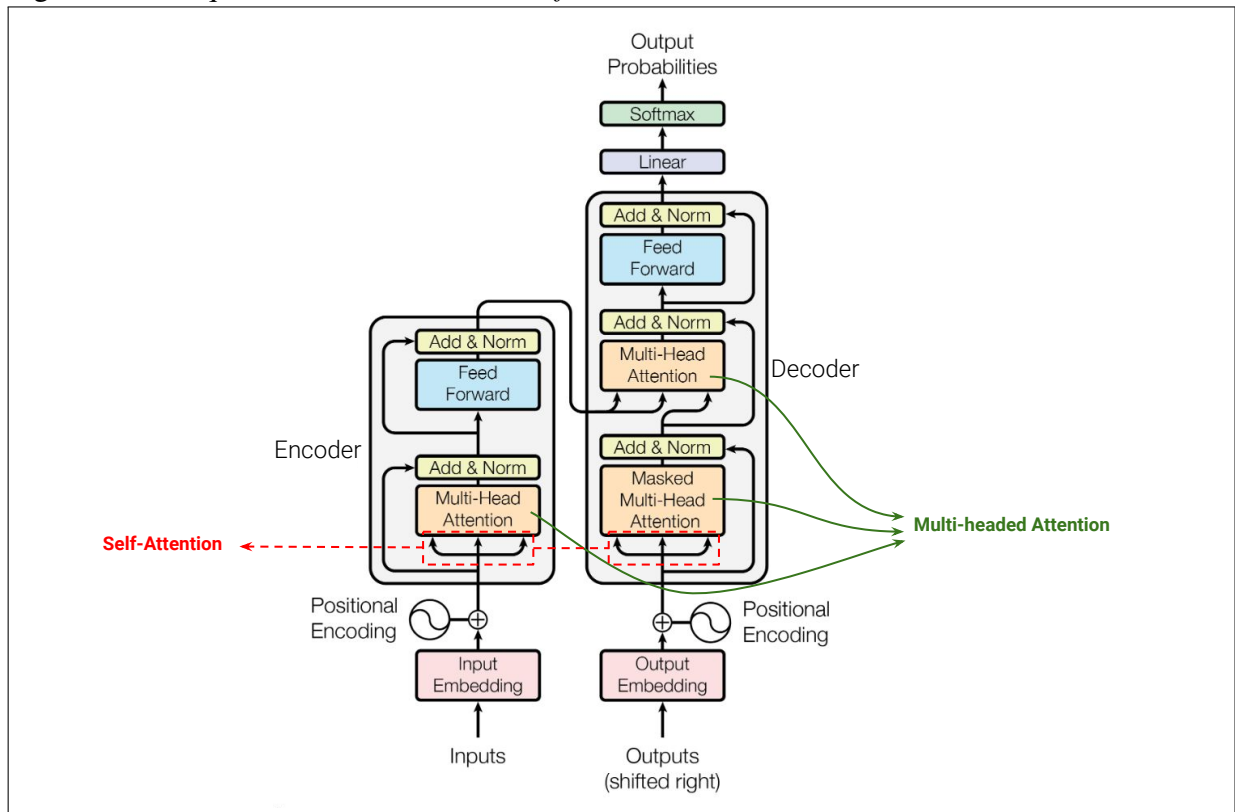 Output
Probabilities
Softmax
Linear
Add & Norm
Feed
Forward
Add & Norm
Multi-Head
Attention
Decoder
Add & Norm
Masked
Multi-Head
Attention
Add & Norm
Feed
Forward
Encoder
Add & Norm
Multi-Head
Attention
Self-Attention
Multi-headed Attention
Positional
Encoding
Positional
Encoding
Input
Embedding
Output
Embedding
Inputs
Outputs
(shifted right)